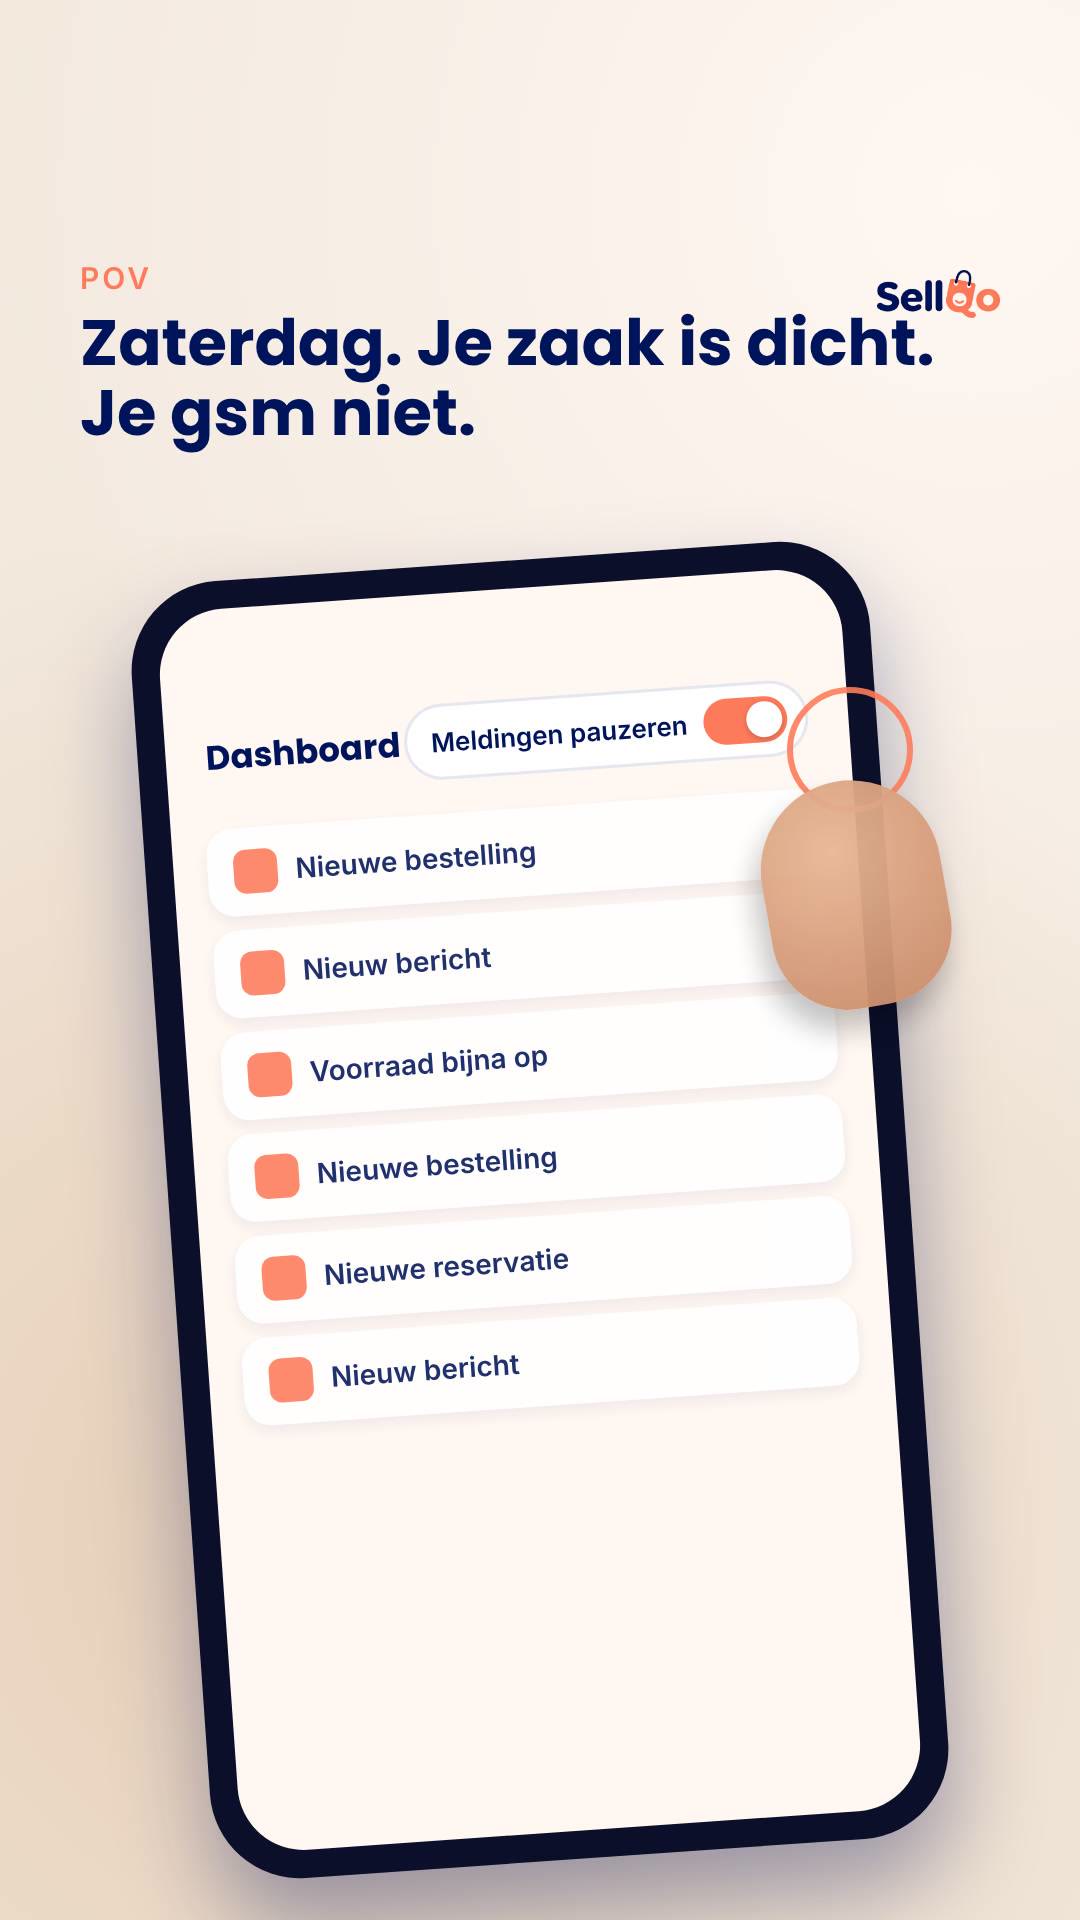 POV
SellQo
Zaterdag. Je zaak is dicht.
Je gsm niet.
Dashboard
Meldingen pauzeren
Nieuwe bestelling
Nieuw bericht
Voorraad bijna op
Nieuwe bestelling
Nieuwe reservatie
Nieuw bericht